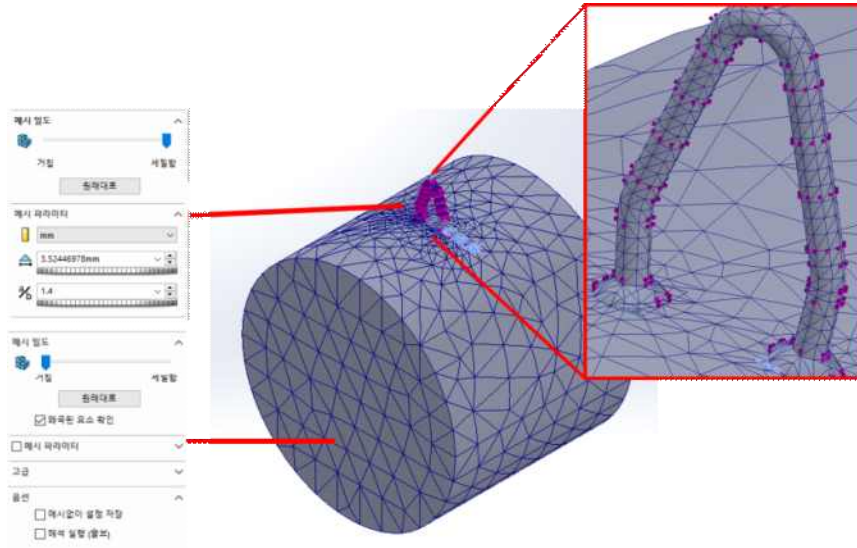 메시 밀도
거침 세밀함
원래대로
메시 파라미터
mm
3.52446978mm
1.4
메시 밀도
거침 세밀함
원래대로
왜곡된 요소 확인
메시 파라미터
고급
옵션
메시없이 설정 저장
해석 실행 (솔브)